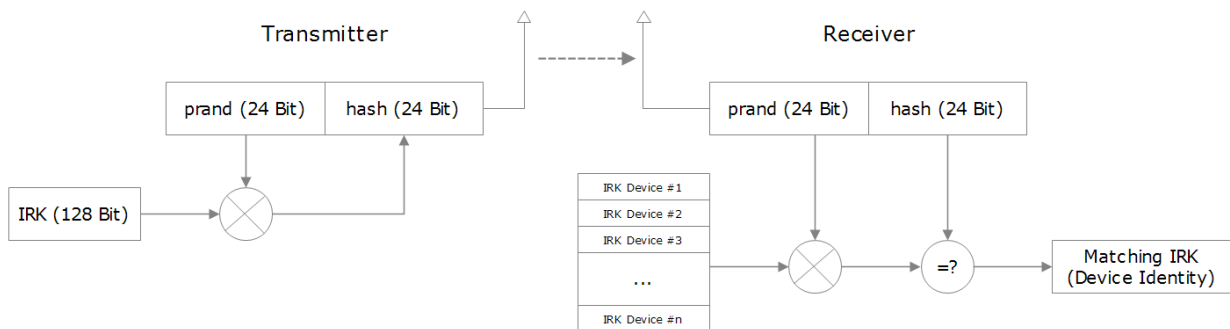 Transmitter
prand (24 Bit)
hash (24 Bit)
IRK (128 Bit)
Receiver
prand (24 Bit)
hash (24 Bit)
IRK Device #1
IRK Device #2
IRK Device #3
...
IRK Device #n
=?
Matching IRK
(Device Identity)